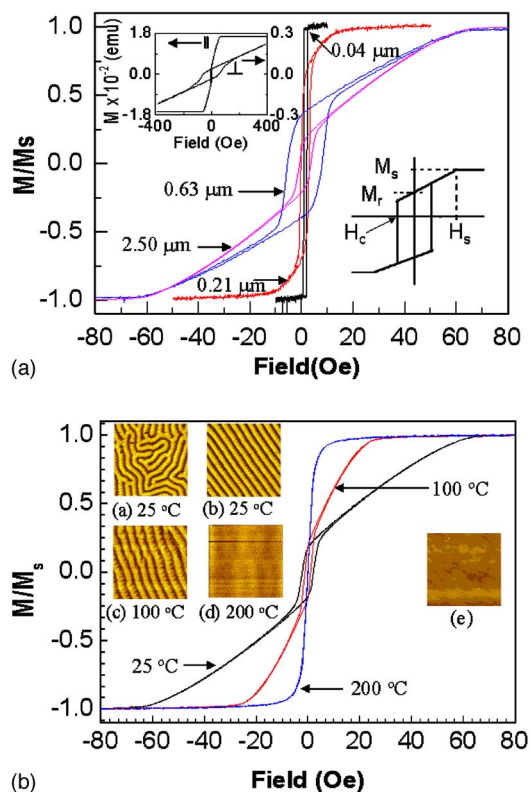 (a)
M/Ms
1.0
0.5
0.0
-0.5
-1.0
M x 10⁻² (emu)
1.8
0.0
-1.8
0.3
0.0
-0.3
||
⊥
-400 0 400
Field (Oe)
0.04 μm
0.63 μm
2.50 μm
0.21 μm
Ms
Mr
Hc
Hs
-80 -60 -40 -20 0 20 40 60 80
Field(Oe)
(b)
M/Ms
1.0
0.5
0.0
-0.5
-1.0
(a) 25 °C
(b) 25 °C
(c) 100 °C
(d) 200 °C
(e)
100 °C
25 °C
200 °C
-80 -60 -40 -20 0 20 40 60 80
Field (Oe)